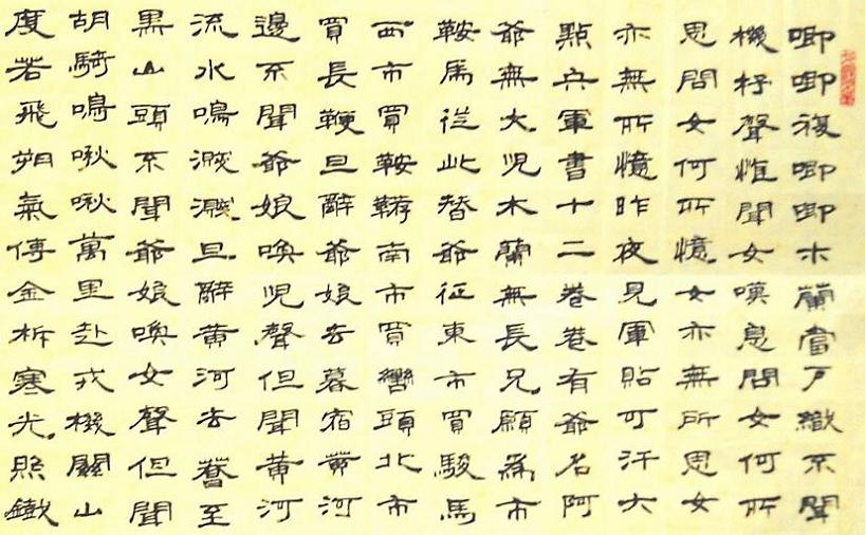 唧唧復唧唧木蘭當戶織不聞
機杼聲惟聞女嘆息問女何所
思問女何所憶女亦無所思女
亦無所憶昨夜見軍貼可汗大
點兵軍書十二卷卷有爺名阿
爺無大兒木蘭無長兄願為市
鞍馬從此替爺征東市買駿馬
西市買鞍韉南市買轡頭北市
買長鞭旦辭爺娘去暮宿黃河
邊不聞爺娘喚兒聲但聞黃河
流水鳴濺濺旦辭黃河去暮至
黑山頭不聞爺娘喚女聲但聞
胡騎鳴啾啾萬里赴戎機關山
度若飛朔氣傳金柝寒光照鐵